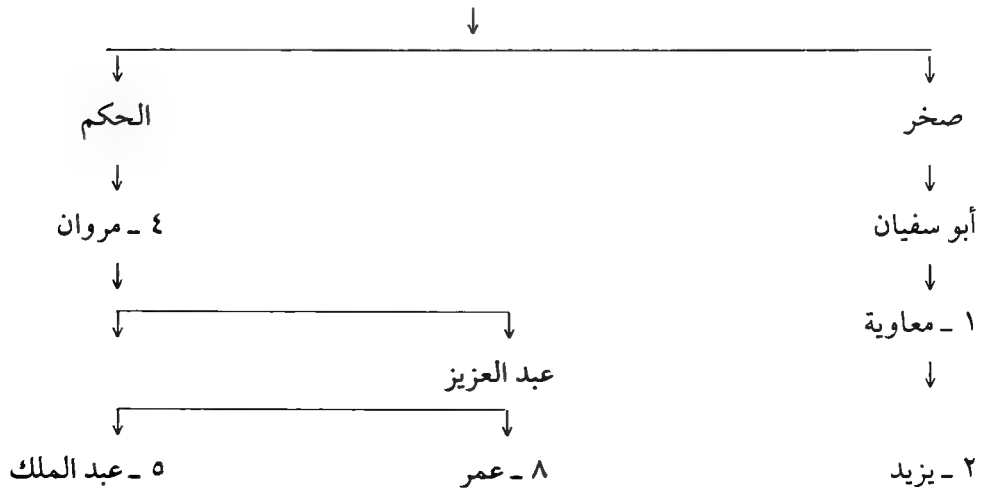 صخر الحكم
أبو سفيان ٤ - مروان
١ - معاوية
عبد العزيز
٢ - يزيد ٨ - عمر ٥ - عبد الملك